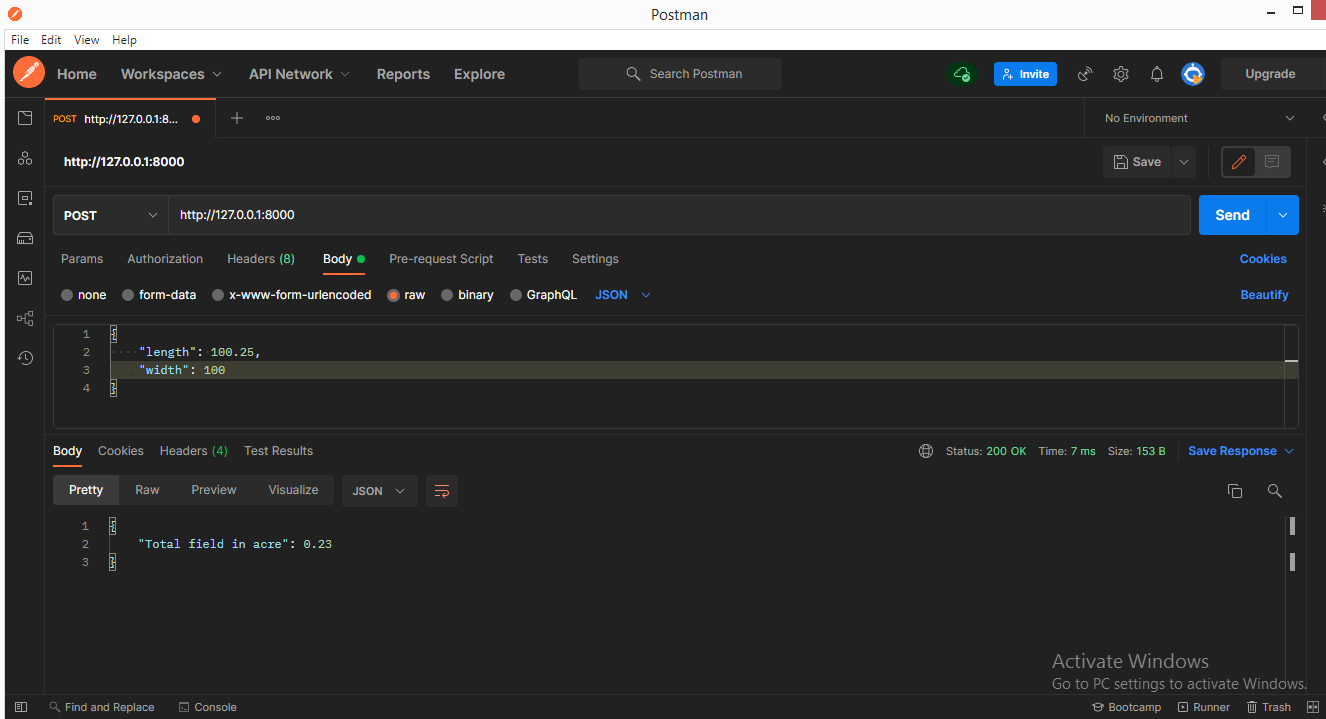 Postman
File Edit View Help
Home Workspaces API Network Reports Explore Search Postman Invite Upgrade
POST http://127.0.0.1:8... No Environment
http://127.0.0.1:8000 Save
POST http://127.0.0.1:8000 Send
Params Authorization Headers (8) Body Pre-request Script Tests Settings Cookies
none form-data x-www-form-urlencoded raw binary GraphQL JSON Beautify
1 {
2 "length": 100.25,
3 "width": 100
4 }
Body Cookies Headers (4) Test Results Status: 200 OK Time: 7 ms Size: 153 B Save Response
Pretty Raw Preview Visualize JSON
1 {
2 "Total field in acre": 0.23
3 }
Activate Windows
Go to PC settings to activate Windows.
Find and Replace Console Bootcamp Runner Trash